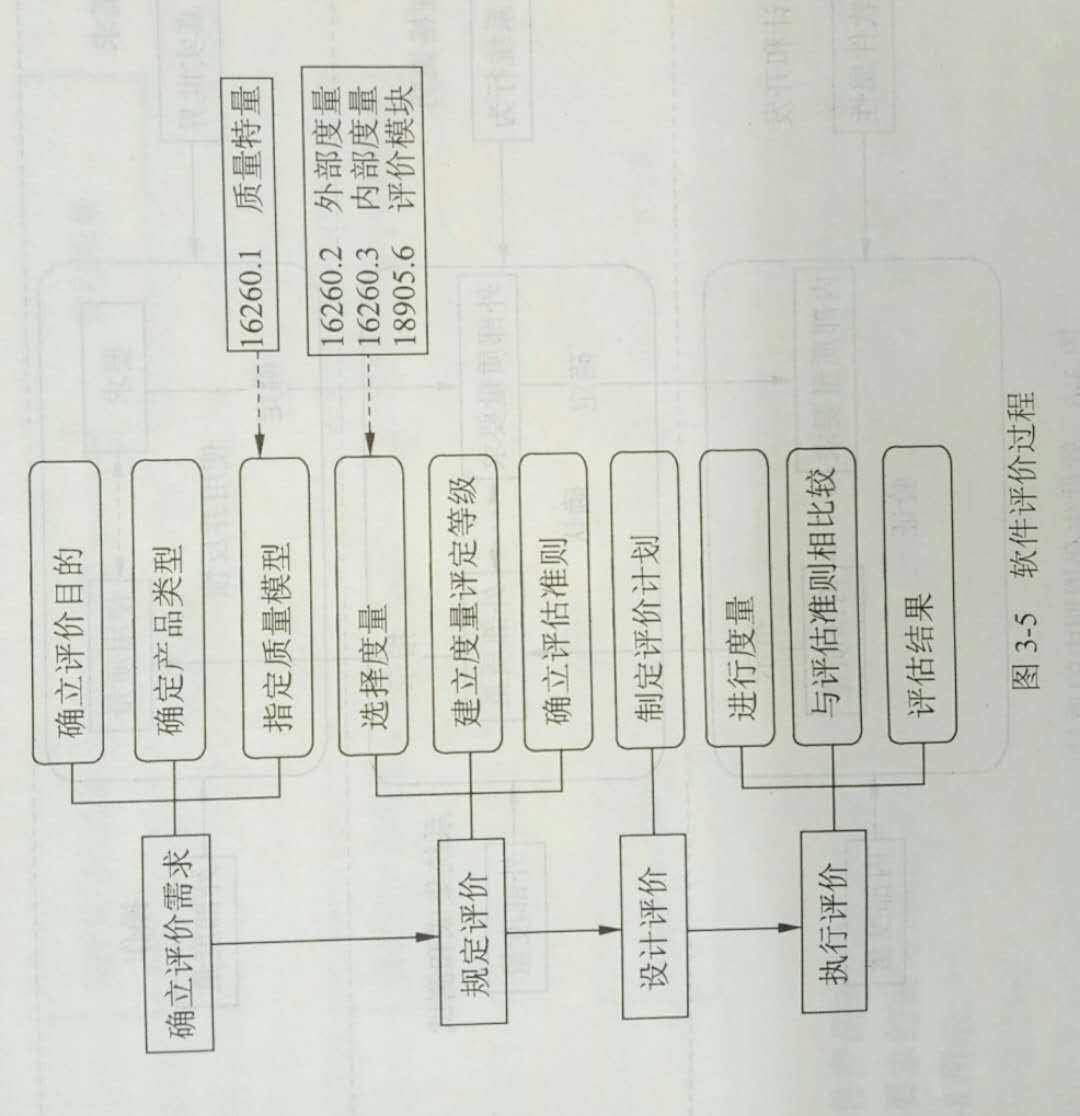 确立评价需求
确立评价目的
确定产品类型
指定质量模型
16260.1 质量特量
规定评价
选择度量
16260.2 外部度量
16260.3 内部度量
18905.6 评价模块
建立度量评定等级
确立评估准则
设计评价
制定评价计划
执行评价
进行度量
与评估准则相比较
评估结果
图 3-5 软件评价过程